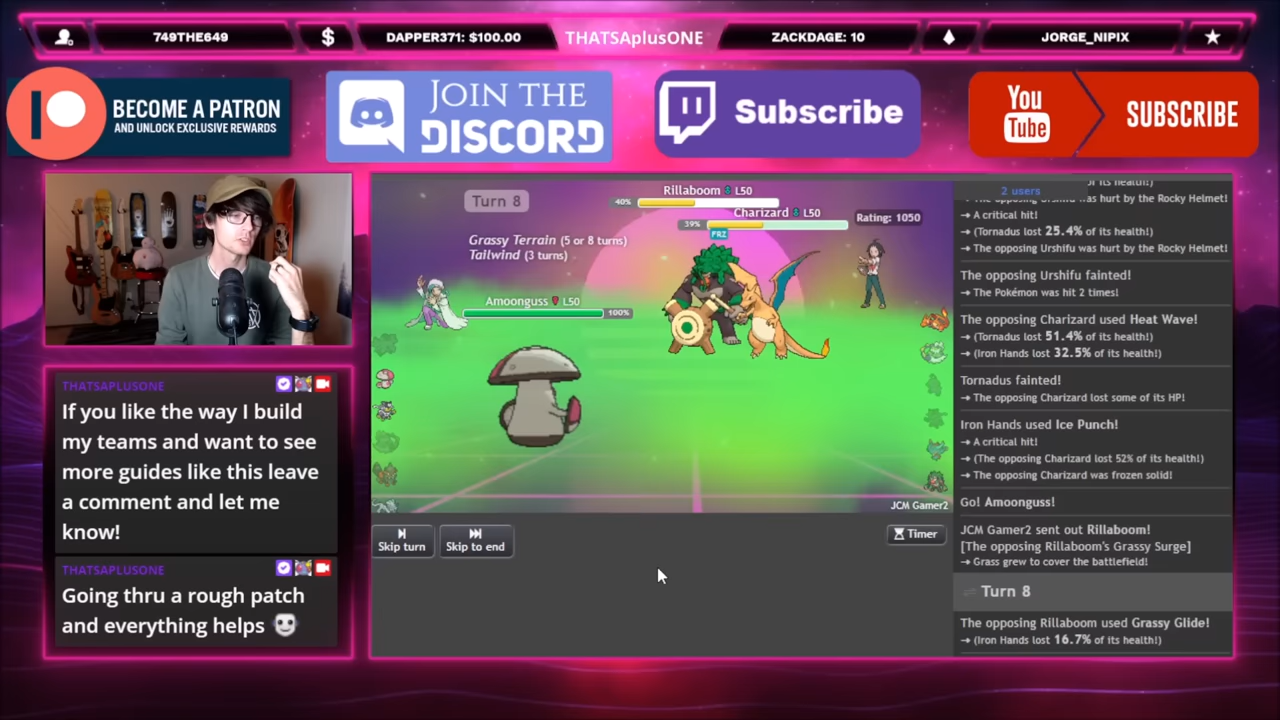 749THE649
$
DAPPER371: $100.00
THATSAplusONE
ZACKDAGE: 10
JORGE_NIPIX
BECOME A PATRON
AND UNLOCK EXCLUSIVE REWARDS
JOIN THE
DISCORD
Subscribe
You
Tube
SUBSCRIBE
Turn 8
Rillaboom L50
40%
Charizard L50
39%
FRZ
Rating: 1050
Grassy Terrain (5 or 8 turns)
Tailwind (3 turns)
Amoonguss L50
100%
JCM Gamer2
Skip turn
Skip to end
Timer
2 users
of its health!)
was hurt by the Rocky Helmet!
A critical hit!
(Tornadus lost 25.4% of its health!)
The opposing Urshifu was hurt by the Rocky Helmet!
The opposing Urshifu fainted!
The Pokémon was hit 2 times!
The opposing Charizard used Heat Wave!
(Tornadus lost 51.4% of its health!)
(Iron Hands lost 32.5% of its health!)
Tornadus fainted!
The opposing Charizard lost some of its HP!
Iron Hands used Ice Punch!
A critical hit!
(The opposing Charizard lost 52% of its health!)
The opposing Charizard was frozen solid!
Go! Amoonguss!
JCM Gamer2 sent out Rillaboom!
[The opposing Rillaboom's Grassy Surge]
Grass grew to cover the battlefield!
Turn 8
The opposing Rillaboom used Grassy Glide!
(Iron Hands lost 16.7% of its health!)
THATSAPLUSONE
If you like the way I build
my teams and want to see
more guides like this leave
a comment and let me
know!
THATSAPLUSONE
Going thru a rough patch
and everything helps